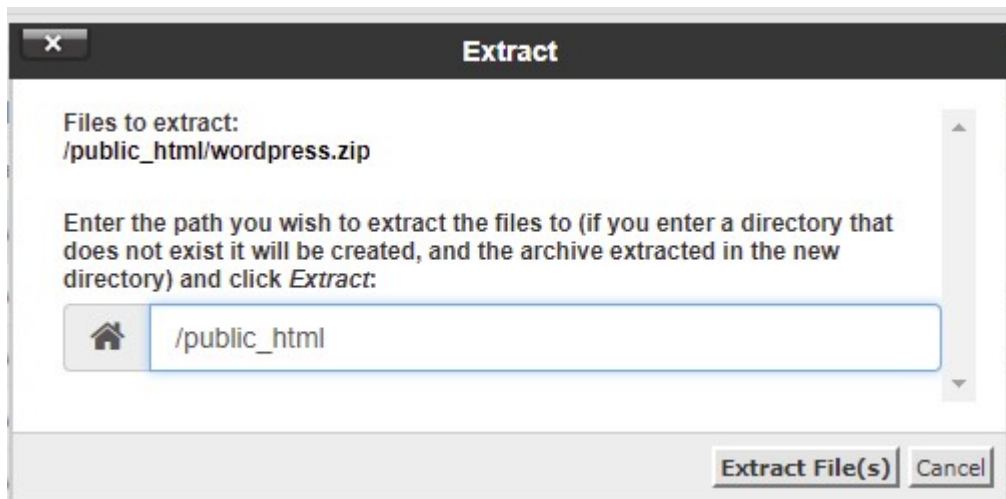 Extract
Files to extract:
/public_html/wordpress.zip
Enter the path you wish to extract the files to (if you enter a directory that
does not exist it will be created, and the archive extracted in the new
directory) and click Extract:
/public_html
Extract File(s) Cancel